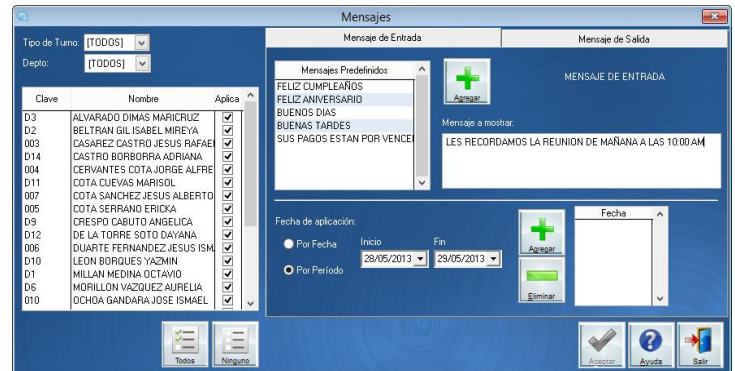 Mensajes
Tipo de Turno: [TODOS]
Depto: [TODOS]
Clave Nombre Aplica
D3 ALVARADO DIMAS MARICRUZ
D2 BELTRAN GIL ISABEL MIREYA
003 CASAREZ CASTRO JESUS RAFAEL
D14 CASTRO BORBORRA ADRIANA
004 CERVANTES COTA JORGE ALFRE
D11 COTA CUEVAS MARISOL
007 COTA SANCHEZ JESUS ALBERTO
005 COTA SERRANO ERICKA
D9 CRESPO CABUTO ANGELICA
D12 DE LA TORRE SOTO DAYANA
006 DUARTE FERNANDEZ JESUS ISM
D10 LEON BORQUES YAZMIN
D1 MILLAN MEDINA OCTAVIO
D6 MORILLON VAZQUEZ AURELIA
010 OCHOA GANDARA JOSE ISMAEL
Todos Ninguno
Mensaje de Entrada Mensaje de Salida
Mensajes Predefinidos
FELIZ CUMPLEAÑOS
FELIZ ANIVERSARIO
BUENOS DIAS
BUENAS TARDES
SUS PAGOS ESTAN POR VENCE
Agregar
MENSAJE DE ENTRADA
Mensaje a mostrar:
LES RECORDAMOS LA REUNION DE MAÑANA A LAS 10:00 AM
Fecha de aplicación:
Por Fecha Inicio Fin
Por Período 28/05/2013 29/05/2013
Agregar
Eliminar
Fecha
Aceptar Ayuda Salir